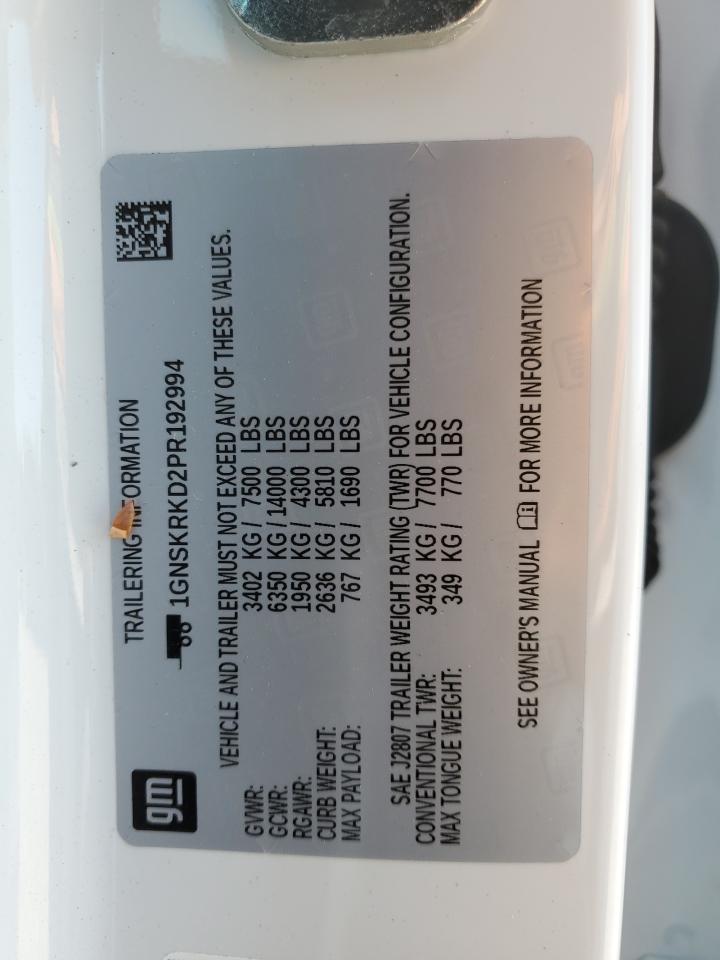 gm
TRAILERING INFORMATION
1GNSKRKD2PR192994
VEHICLE AND TRAILER MUST NOT EXCEED ANY OF THESE VALUES.
GVWR: 3402 KG / 7500 LBS
GCWR: 6350 KG / 14000 LBS
RGAWR: 1950 KG / 4300 LBS
CURB WEIGHT: 2636 KG / 5810 LBS
MAX PAYLOAD: 767 KG / 1690 LBS
SAE J2807 TRAILER WEIGHT RATING (TWR) FOR VEHICLE CONFIGURATION.
CONVENTIONAL TWR: 3493 KG / 7700 LBS
MAX TONGUE WEIGHT: 349 KG / 770 LBS
SEE OWNER'S MANUAL FOR MORE INFORMATION